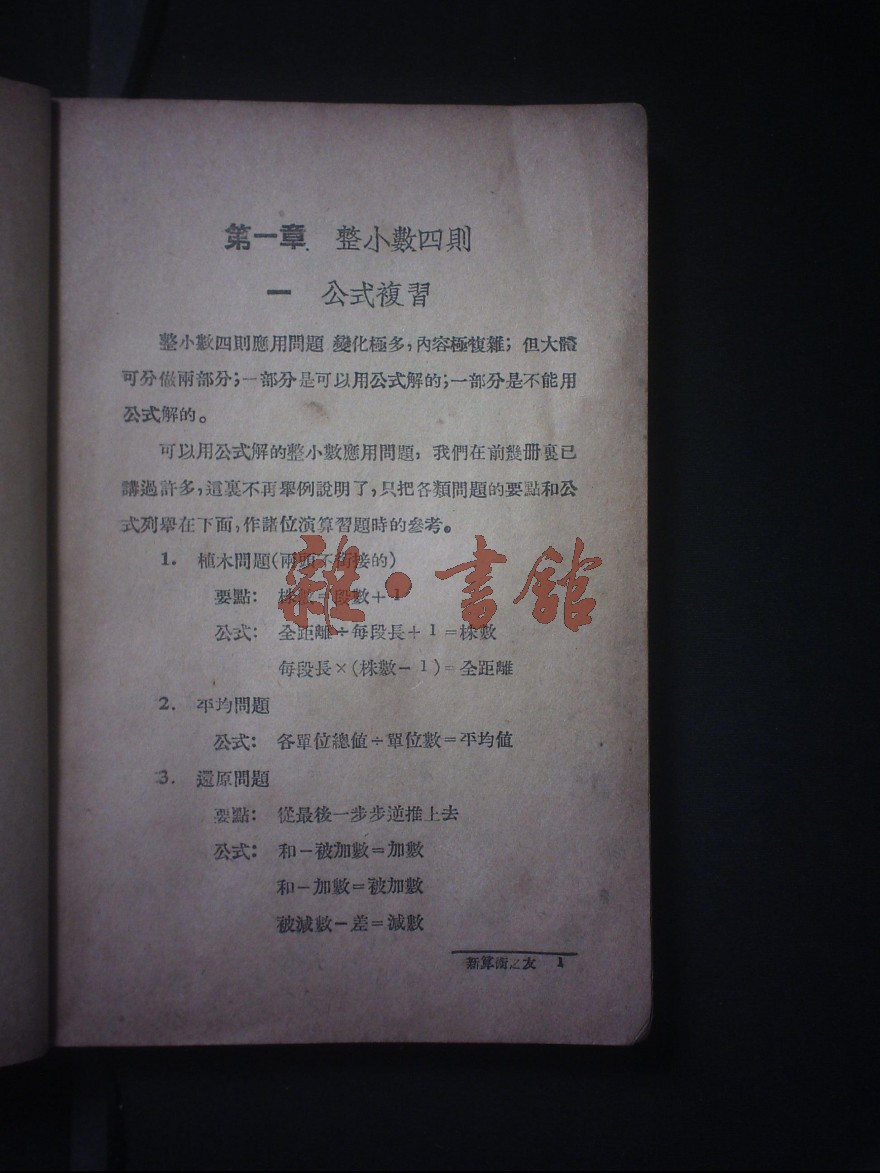 第一章 整小數四則
一 公式複習
整小數四則應用問題 變化極多，內容極複雜；但大體
可分做兩部分；一部分是可以用公式解的；一部分是不能用
公式解的。
可以用公式解的整小數應用問題，我們在前幾册裏已
講過許多，這裏不再舉例說明了，只把各類問題的要點和公
式列舉在下面，作諸位演算習題時的參考。
1. 植木問題(兩頭不銜接的)
要點： 株數＝段數＋1
公式： 全距離÷每段長＋1＝株數
每段長×(株數－1)＝全距離
2. 平均問題
公式： 各單位總值÷單位數＝平均值
3. 還原問題
要點： 從最後一步步逆推上去
公式： 和－被加數＝加數
和－加數＝被加數
被減數－差＝減數
新算術之友 1
雜·書館